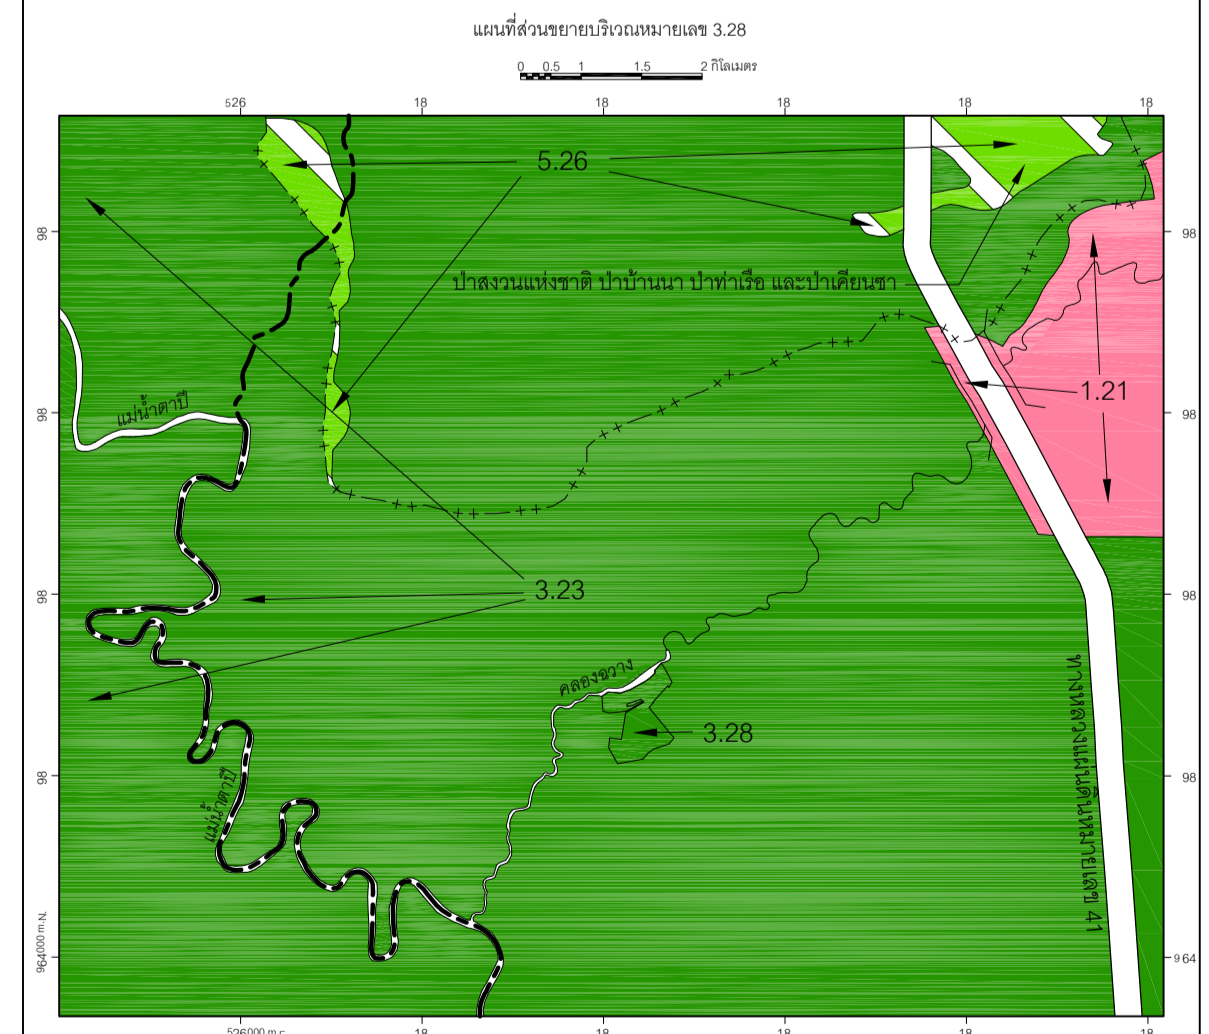 แผนที่ส่วนขยายบริเวณหมายเลข 3.28
0 0.5 1 1.5 2 กิโลเมตร
526 18 18 18 18 18
5.26
98 98
ป่าสงวนแห่งชาติ ป่าบ้านนา ป่าท่าเรือ และป่าเคียนซา
1.21
แม่น้ำตาปี
98 98
3.23
98 98
คลองฉวาง
3.28
ทางหลวงแผ่นดินหมายเลข 41
98 98
แม่น้ำตาปี
964000 m.N. 964
526000 m.E. 18 18 18 18 18